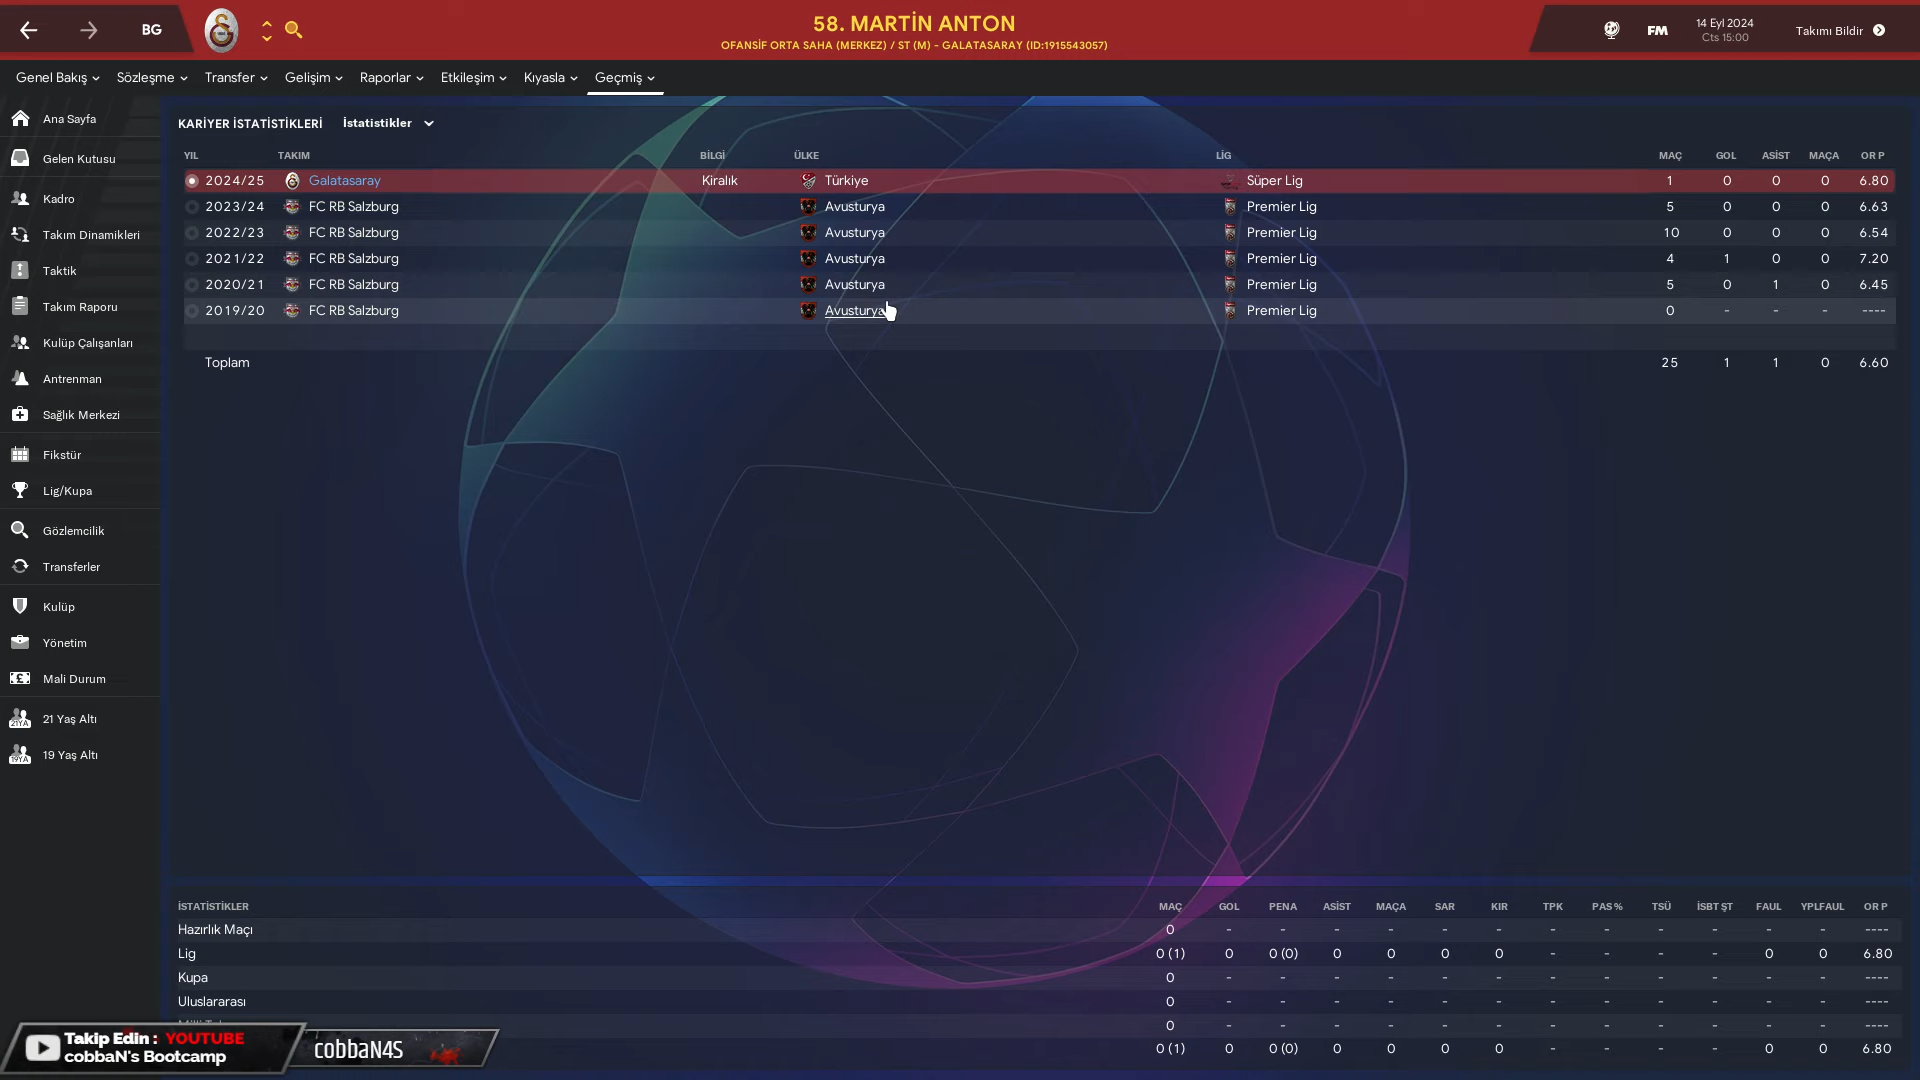 BG
58. MARTİN ANTON
OFANSİF ORTA SAHA (MERKEZ) / ST (M) - GALATASARAY (ID:1915543057)
FM
14 Eyl 2024
Cts 15:00
Takımı Bildir
Genel Bakış Sözleşme Transfer Gelişim Raporlar Etkileşim Kıyasla Geçmiş
Ana Sayfa
Gelen Kutusu
Kadro
Takım Dinamikleri
Taktik
Takım Raporu
Kulüp Çalışanları
Antrenman
Sağlık Merkezi
Fikstür
Lig/Kupa
Gözlemcilik
Transferler
Kulüp
Yönetim
Mali Durum
21YA 21 Yaş Altı
19YA 19 Yaş Altı
KARİYER İSTATİSTİKLERİ İstatistikler
YIL TAKIM BİLGİ ÜLKE LİG MAÇ GOL ASİST MAÇA OR P
2024/25 Galatasaray Kiralık Türkiye Süper Lig 1 0 0 0 6.80
2023/24 FC RB Salzburg Avusturya Premier Lig 5 0 0 0 6.63
2022/23 FC RB Salzburg Avusturya Premier Lig 10 0 0 0 6.54
2021/22 FC RB Salzburg Avusturya Premier Lig 4 1 0 0 7.20
2020/21 FC RB Salzburg Avusturya Premier Lig 5 0 1 0 6.45
2019/20 FC RB Salzburg Avusturya Premier Lig 0 - - - ----
Toplam 25 1 1 0 6.60
İSTATİSTİKLER MAÇ GOL PENA ASİST MAÇA SAR KIR TPK PAS % TSÜ İSBT ŞT FAUL YPLFAUL OR P
Hazırlık Maçı 0 - - - - - - - - - - - - ----
Lig 0 (1) 0 0 (0) 0 0 0 0 - - - - 0 0 6.80
Kupa 0 - - - - - - - - - - - - ----
Uluslararası 0 - - - - - - - - - - - - ----
0 - - - - - - - - - - - - ----
0 (1) 0 0 (0) 0 0 0 0 - - - - 0 0 6.80
Takip Edin : YOUTUBE
cobbaN's Bootcamp
cobbaN4S